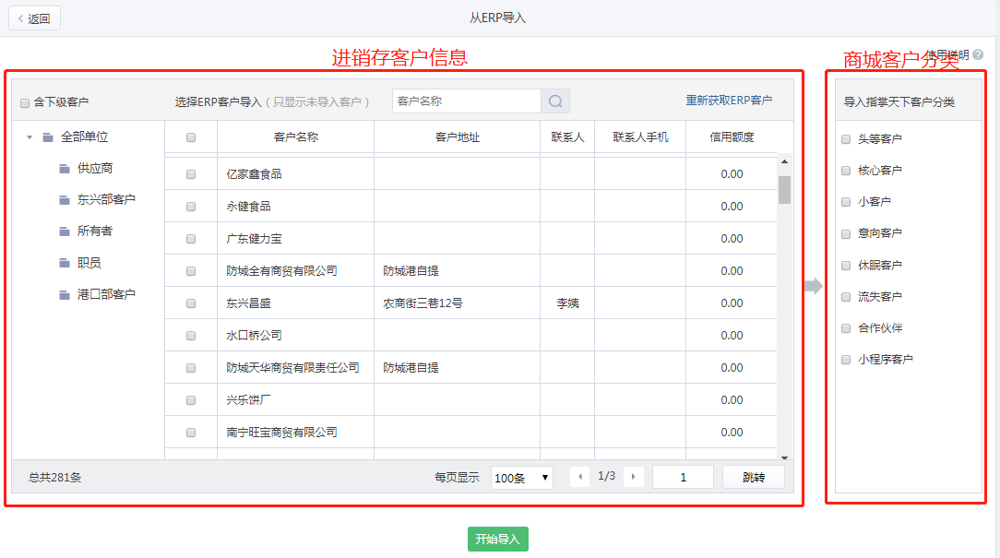 返回
从ERP导入
使用说明
进销存客户信息
商城客户分类
含下级客户
选择ERP客户导入（只显示未导入客户）
客户名称
重新获取ERP客户
导入指掌天下客户分类
全部单位
供应商
东兴部客户
所有者
职员
港口部客户
客户名称 客户地址 联系人 联系人手机 信用额度
亿家鑫食品 0.00
永健食品 0.00
广东健力宝 0.00
防城全有商贸有限公司 防城港自提 0.00
东兴昌盛 农商街三巷12号 李姨 0.00
水口桥公司 0.00
防城天华商贸有限责任公司 防城港自提 0.00
兴乐饼厂 0.00
南宁旺宝商贸有限公司 0.00
头等客户
核心客户
小客户
意向客户
休眠客户
流失客户
合作伙伴
小程序客户
总共281条
每页显示 100条 1/3 1 跳转
开始导入